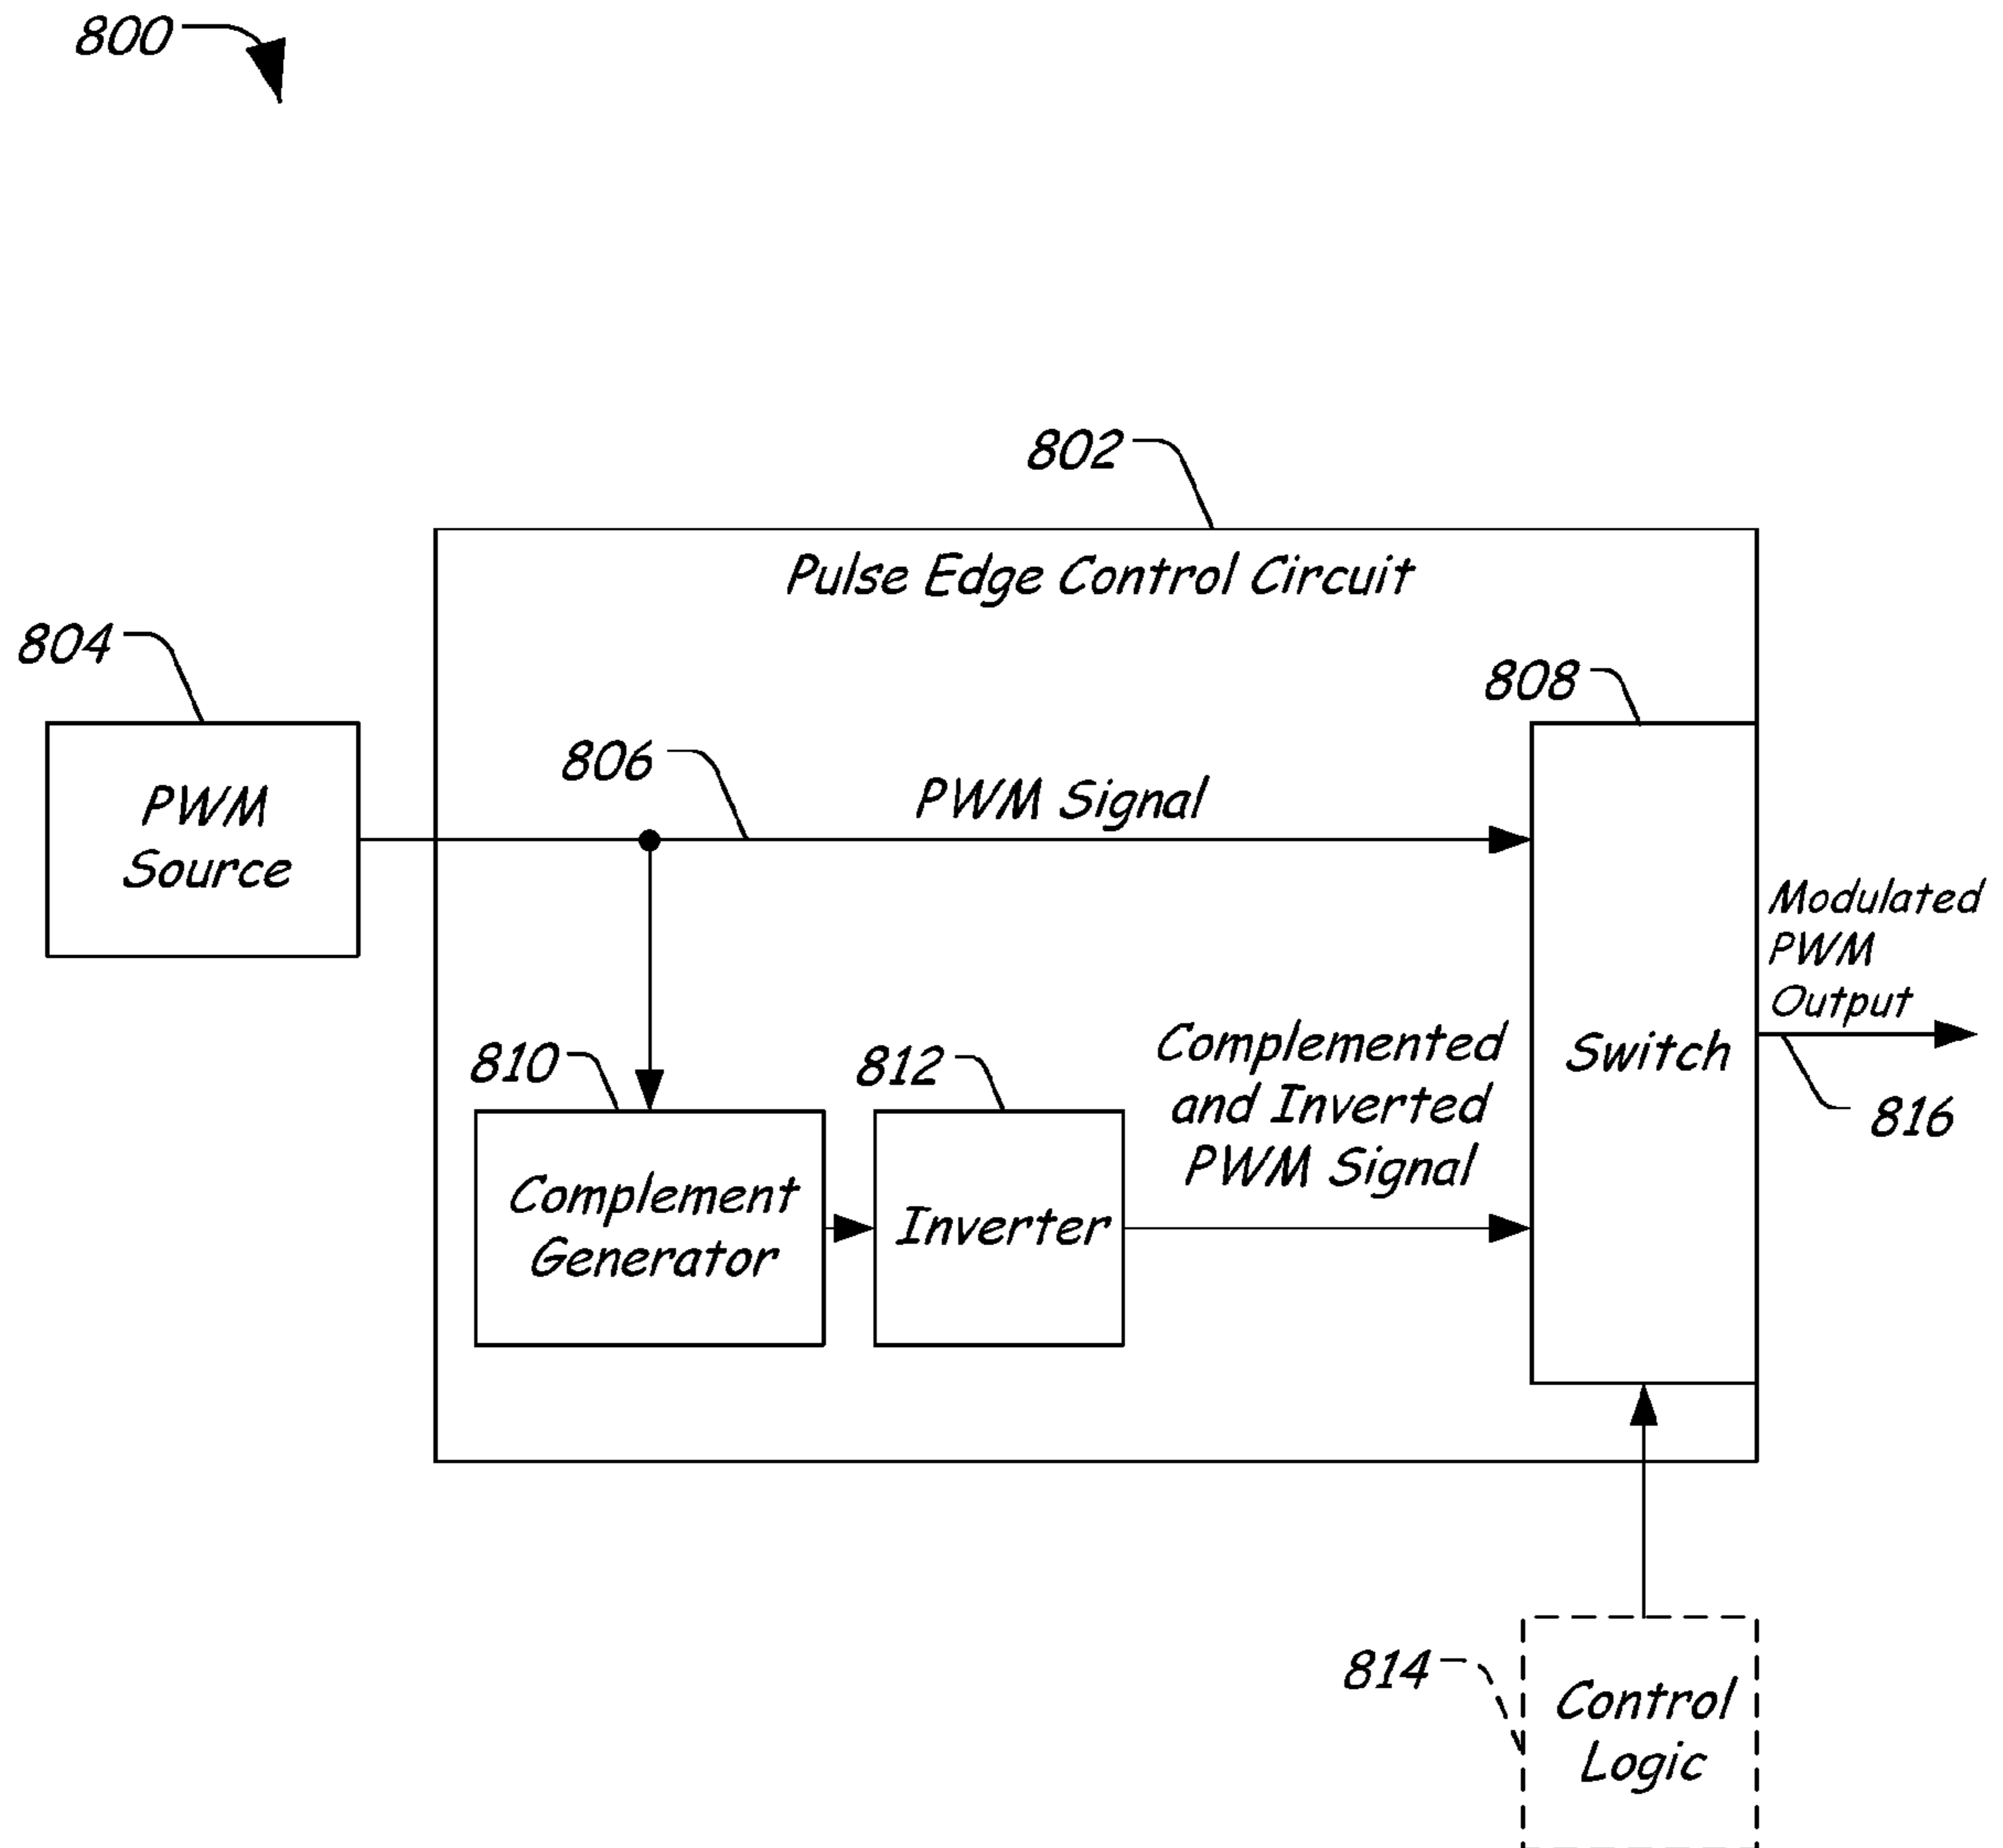 800
802
Pulse Edge Control Circuit
804
808
806
PWM Signal
PWM
Source
Modulated
PWM
Output
810
812
Complemented
and Inverted
PWM Signal
Switch
816
Complement
Generator
Inverter
814
Control
Logic